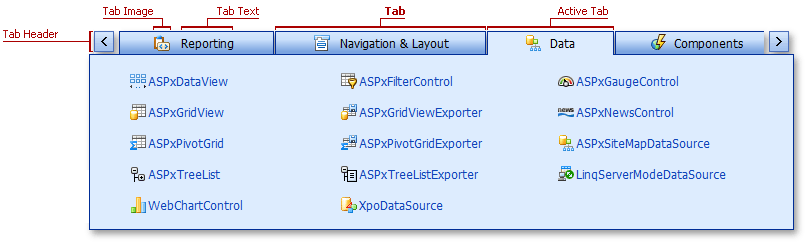 Tab Image Tab Text Tab Active Tab
Tab Header
Reporting Navigation & Layout Data Components
ASPxDataView ASPxFilterControl ASPxGaugeControl
ASPxGridView ASPxGridViewExporter ASPxNewsControl
ASPxPivotGrid ASPxPivotGridExporter ASPxSiteMapDataSource
ASPxTreeList ASPxTreeListExporter LinqServerModeDataSource
WebChartControl XpoDataSource